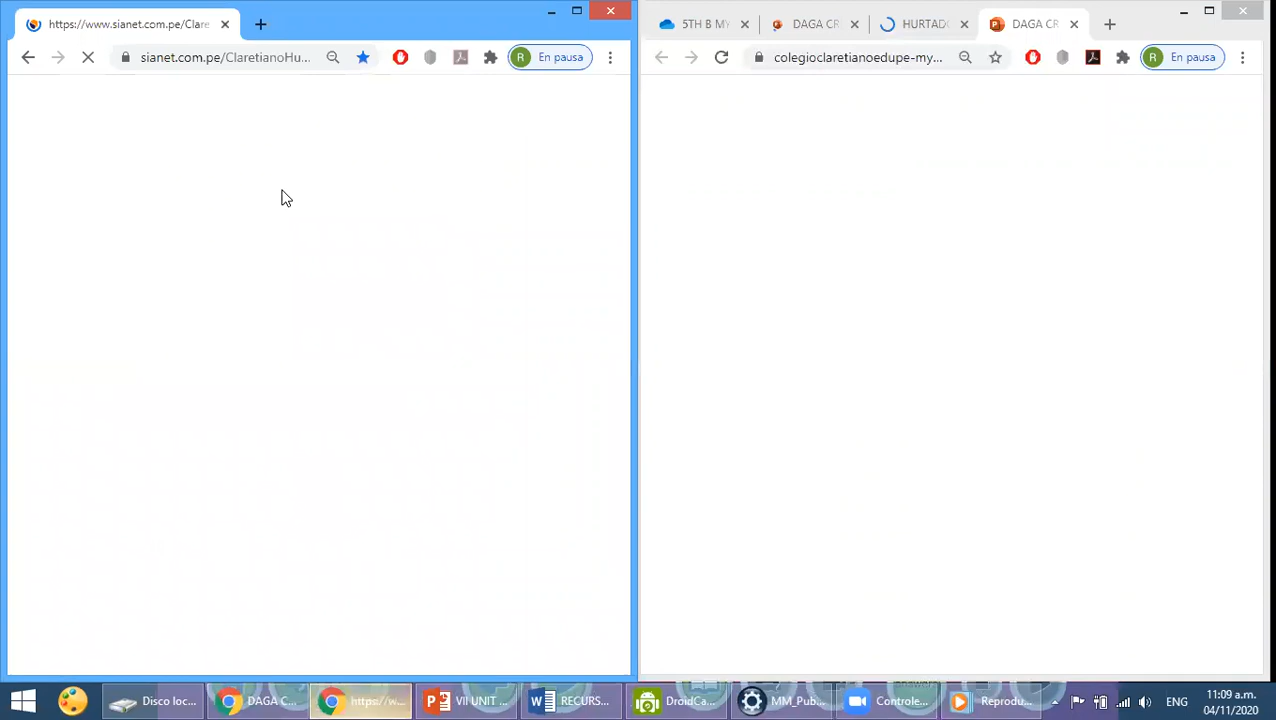 https://www.sianet.com.pe/Clare
5TH B MY
DAGA CR
HURTAD
DAGA CR
sianet.com.pe/ClaretianoHu...
R
En pausa
colegioclaretianoedupe-my...
R
En pausa
Disco loc...
DAGA C...
https://w...
VII UNIT ...
RECURS...
DroidCa...
MM_Pub...
Controle...
Reprodu...
ENG
11:09 a.m.
04/11/2020